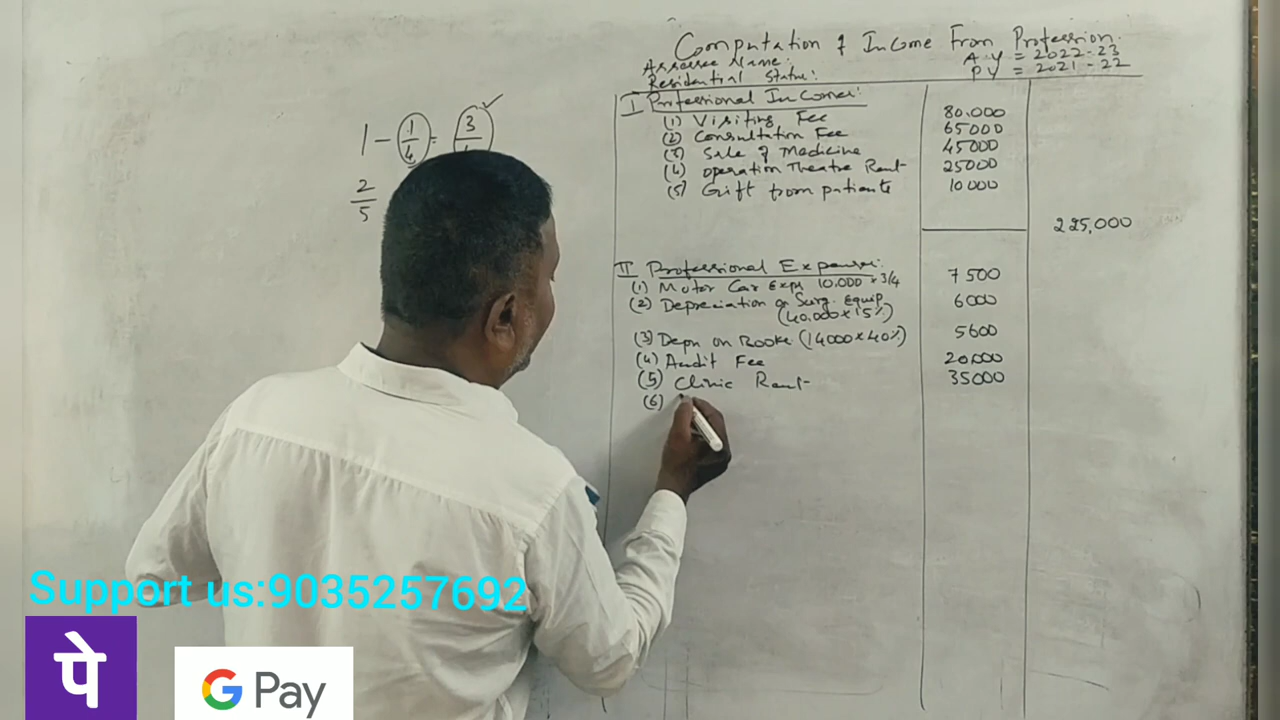 Computation of Income From Profession.
Assessee Name:
A.Y = 2022-23
Residential Status:
P Y = 2021-22
I Professional Incomes:
(1) Visiting Fee 80,000
(2) Consultation Fee 65000
(3) Sale of Medicine 45000
(4) Operation Theatre Rent 25000
(5) Gift from patients 10000
225,000
II Professional Expenses:
(1) Motor Car Exps 10,000 × 3/4 7500
(2) Depreciation on Surg. Equip 6000
(40,000 × 15%)
(3) Depn on Books (14000 × 40%) 5600
(4) Audit Fee 20,000
(5) Clinic Rent 35000
(6)
1 - 1/4 = 3/
2/5
Support us:9035257692
पे
G Pay